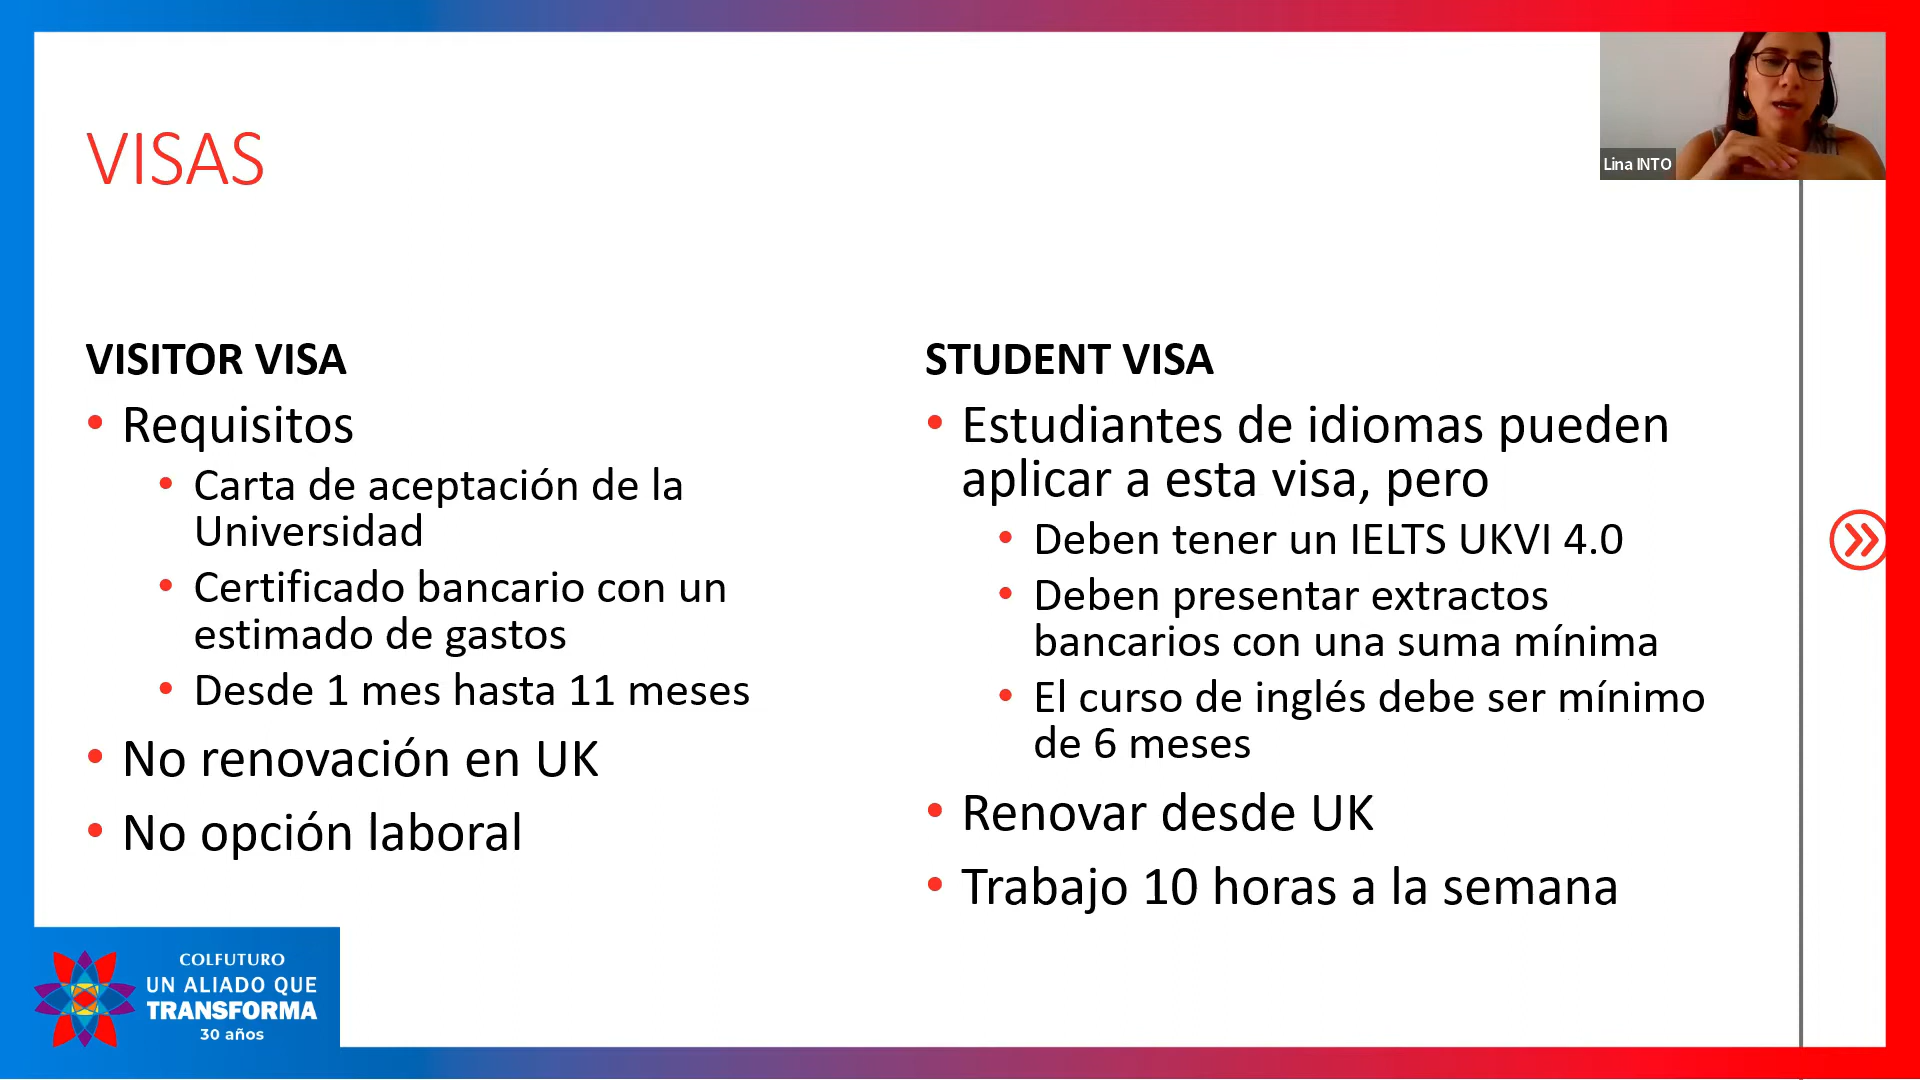 Lina INTO
VISAS
VISITOR VISA
• Requisitos
• Carta de aceptación de la
Universidad
• Certificado bancario con un
estimado de gastos
• Desde 1 mes hasta 11 meses
• No renovación en UK
• No opción laboral
STUDENT VISA
• Estudiantes de idiomas pueden
aplicar a esta visa, pero
• Deben tener un IELTS UKVI 4.0
• Deben presentar extractos
bancarios con una suma mínima
• El curso de inglés debe ser mínimo
de 6 meses
• Renovar desde UK
• Trabajo 10 horas a la semana
COLFUTURO
UN ALIADO QUE
TRANSFORMA
30 años